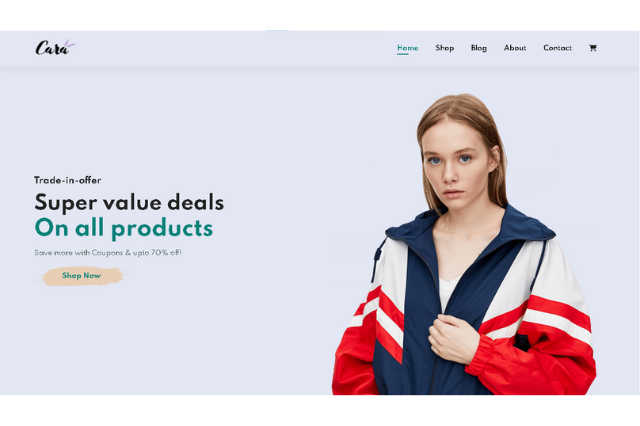 Cara
Home Shop Blog About Contact
Trade-in-offer
Super value deals
On all products
Save more with Coupons & upto 70% off!
Shop Now